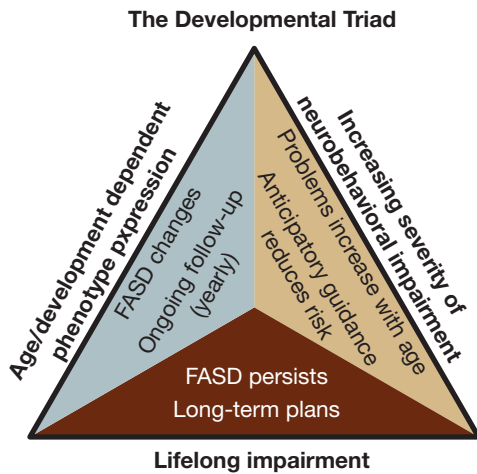 The Developmental Triad
Age/development dependent
phenotype pxpression
FASD changes
Ongoing follow-up
(yearly)
Increasing severity of
neurobehavioral impairment
Problems increase with age
Anticipatory guidance
reduces risk
FASD persists
Long-term plans
Lifelong impairment